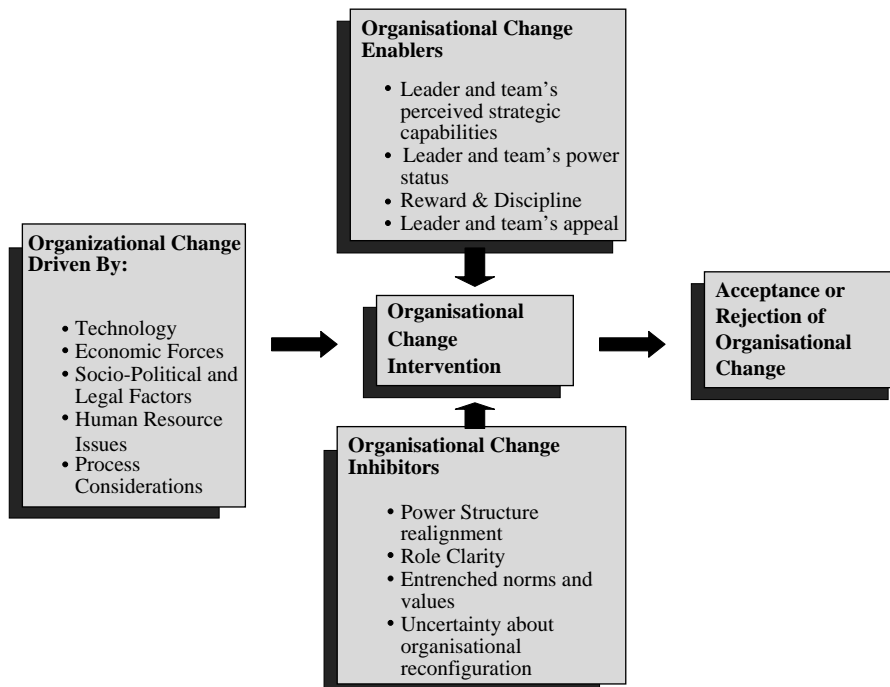 Organisational Change
Enablers
• Leader and team's
perceived strategic
capabilities
• Leader and team's power
status
• Reward & Discipline
• Leader and team's appeal
Organizational Change
Driven By:
• Technology
• Economic Forces
• Socio-Political and
Legal Factors
• Human Resource
Issues
• Process
Considerations
Organisational
Change
Intervention
Acceptance or
Rejection of
Organisational
Change
Organisational Change
Inhibitors
• Power Structure
realignment
• Role Clarity
• Entrenched norms and
values
• Uncertainty about
organisational
reconfiguration